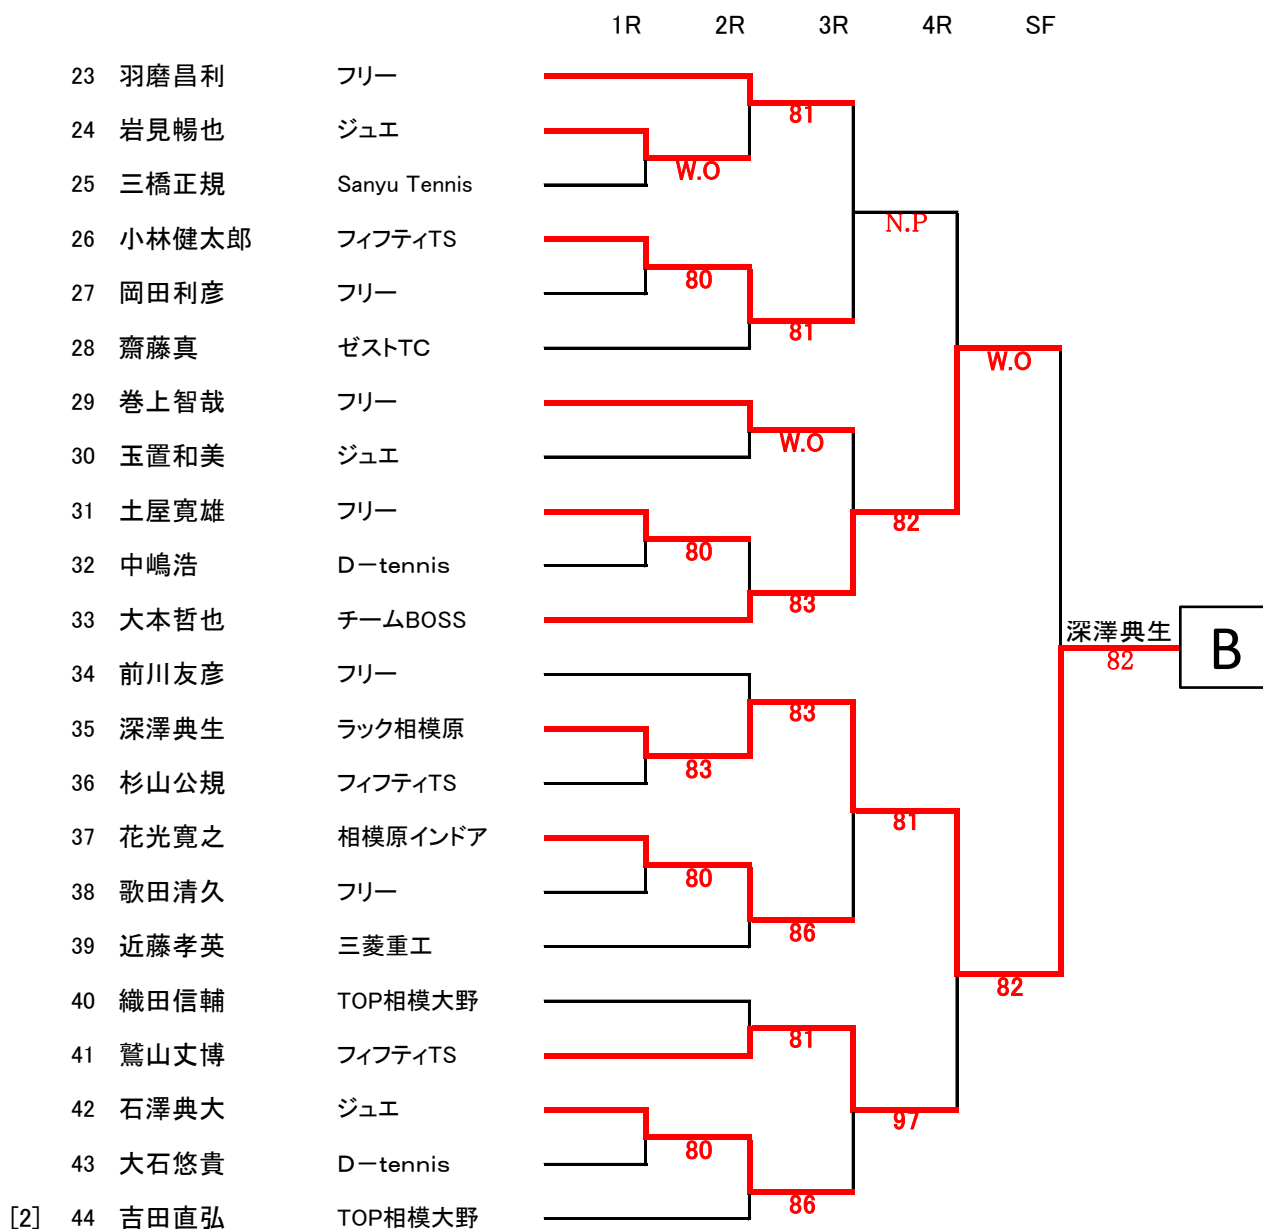 1R 2R 3R 4R SF
23 羽磨昌利 フリー
81
24 岩見暢也 ジュエ
W.O
25 三橋正規 Sanyu Tennis
N.P
26 小林健太郎 フィフティTS
80
27 岡田利彦 フリー
81
28 齋藤真 ゼストTC
W.O
29 巻上智哉 フリー
W.O
30 玉置和美 ジュエ
31 土屋寛雄 フリー
82
80
32 中嶋浩 D－tennis
83
33 大本哲也 チームBOSS
深澤典生
B
82
34 前川友彦 フリー
83
35 深澤典生 ラック相模原
83
36 杉山公規 フィフティTS
81
37 花光寛之 相模原インドア
80
38 歌田清久 フリー
86
39 近藤孝英 三菱重工
82
40 織田信輔 TOP相模大野
81
41 鷲山丈博 フィフティTS
42 石澤典大 ジュエ
97
80
43 大石悠貴 D－tennis
86
[2] 44 吉田直弘 TOP相模大野